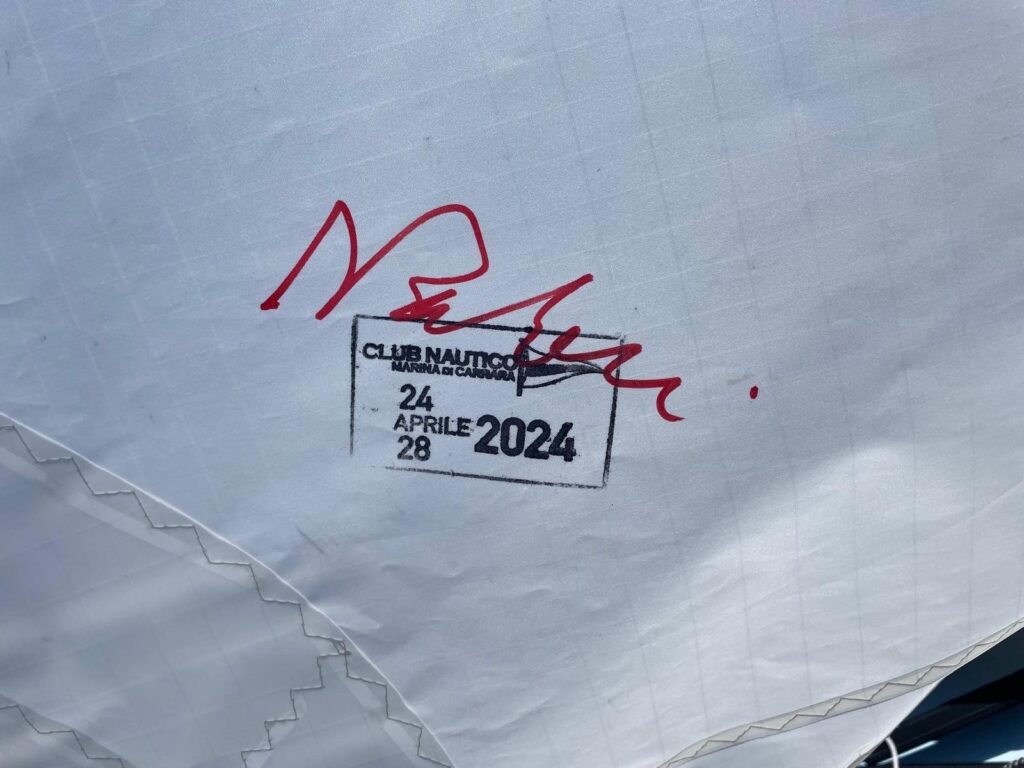 CLUB NAUTICO
MARINA DI CARRARA
24
APRILE 2024
28